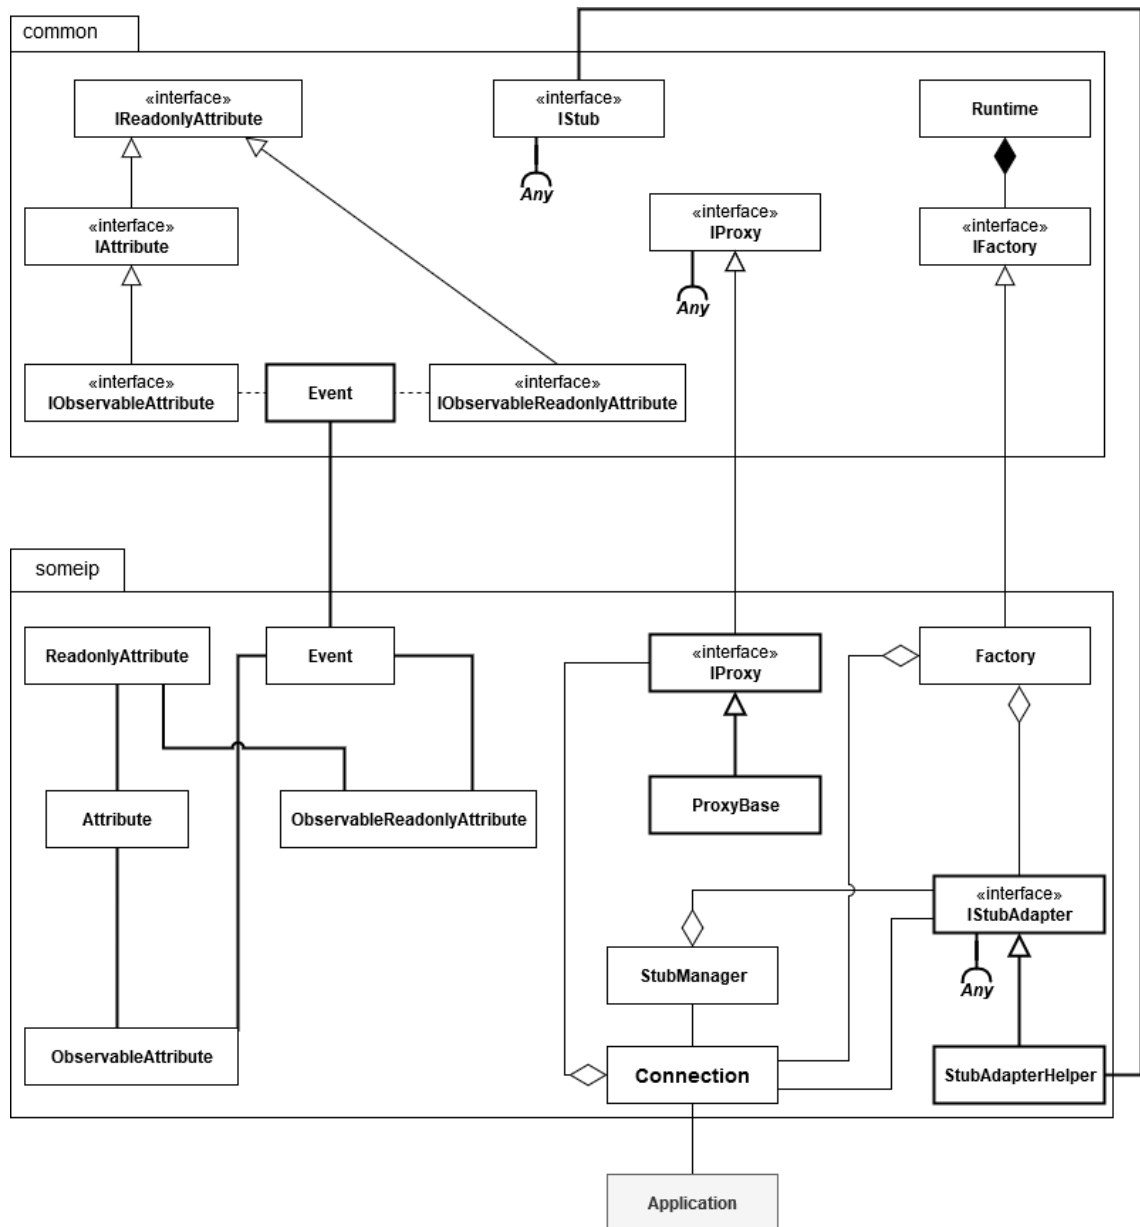 common
«interface»
IReadonlyAttribute
«interface»
IStub
Any
Runtime
«interface»
IAttribute
«interface»
IProxy
Any
«interface»
IFactory
«interface»
IObservableAttribute
Event
«interface»
IObservableReadonlyAttribute
someip
ReadonlyAttribute
Event
«interface»
IProxy
Factory
Attribute
ObservableReadonlyAttribute
ProxyBase
«interface»
IStubAdapter
Any
StubManager
ObservableAttribute
Connection
StubAdapterHelper
Application